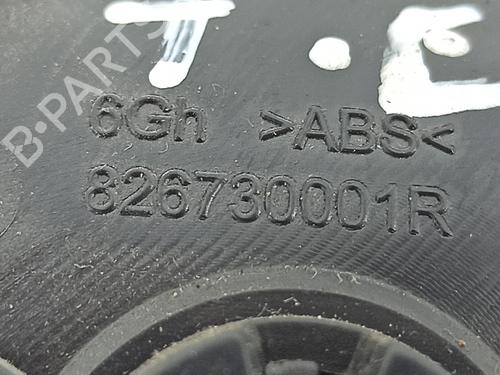 T.E
B-PARTS
6Gh >ABS<
826730001R